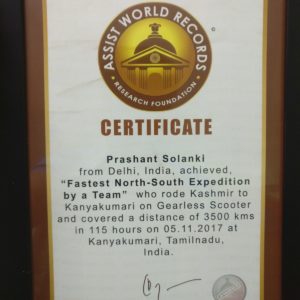 ASSIST WORLD RECORDS
RESEARCH FOUNDATION
CERTIFICATE
Prashant Solanki
from Delhi, India, achieved,
"Fastest North-South Expedition
by a Team" who rode Kashmir to
Kanyakumari on Gearless Scooter
and covered a distance of 3500 kms
in 115 hours on 05.11.2017 at
Kanyakumari, Tamilnadu,
India.